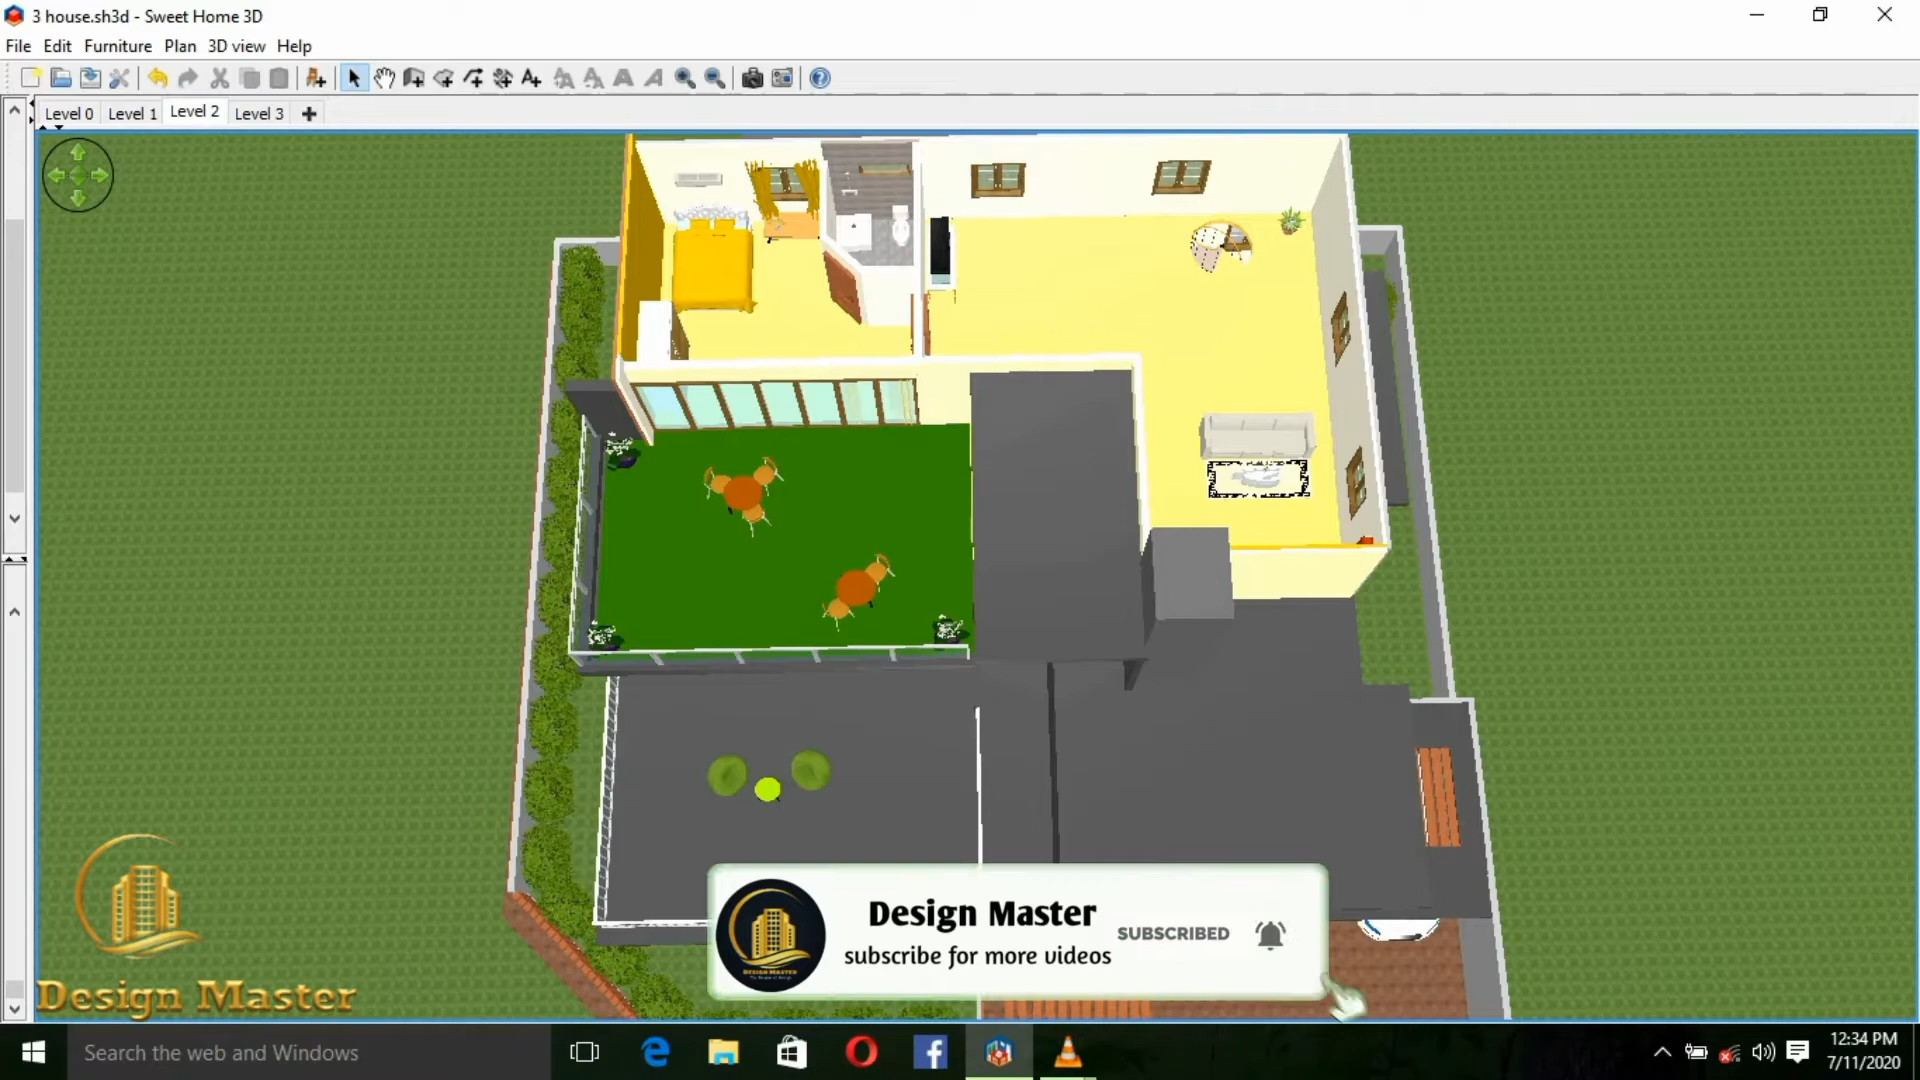 3 house.sh3d - Sweet Home 3D
File Edit Furniture Plan 3D view Help
Level 0 Level 1 Level 2 Level 3
Design Master
subscribe for more videos
SUBSCRIBED
DESIGN MASTER
Design Master
Search the web and Windows
12:34 PM
7/11/2020